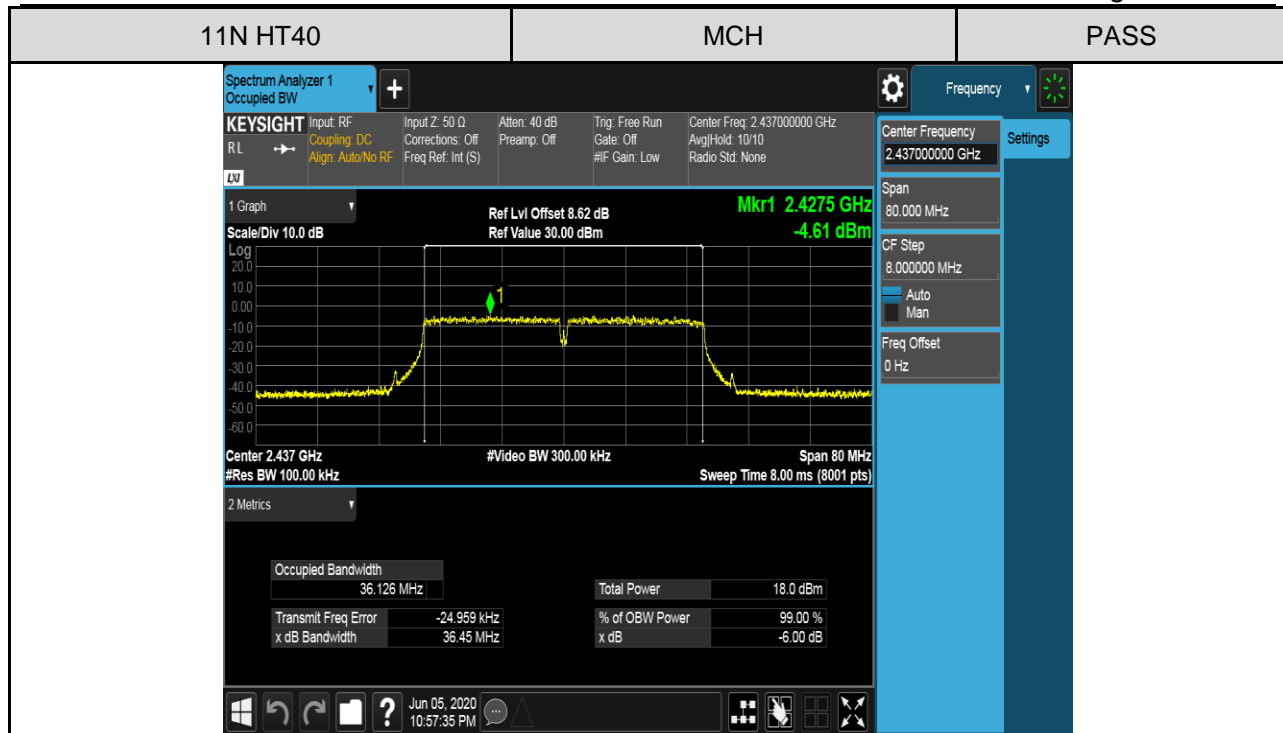 11N HT40 MCH PASS
Spectrum Analyzer 1
Occupied BW
+
Frequency
KEYSIGHT Input: RF Input Z: 50 Ω Atten: 40 dB Trig: Free Run Center Freq: 2.437000000 GHz
RL Coupling: DC Corrections: Off Preamp: Off Gate: Off Avg|Hold: 10/10
Align: Auto/No RF Freq Ref: Int (S) #IF Gain: Low Radio Std: None
LXI
Center Frequency
2.437000000 GHz
Settings
Span
80.000 MHz
CF Step
8.000000 MHz
Auto
Man
Freq Offset
0 Hz
1 Graph
Ref Lvl Offset 8.62 dB
Mkr1 2.4275 GHz
Scale/Div 10.0 dB
Ref Value 30.00 dBm
-4.61 dBm
Log
20.0
10.0
1
0.00
-10.0
-20.0
-30.0
-40.0
-50.0
-60.0
Center 2.437 GHz #Video BW 300.00 kHz Span 80 MHz
#Res BW 100.00 kHz Sweep Time 8.00 ms (8001 pts)
2 Metrics
Occupied Bandwidth
36.126 MHz
Total Power 18.0 dBm
Transmit Freq Error -24.959 kHz % of OBW Power 99.00 %
x dB Bandwidth 36.45 MHz x dB -6.00 dB
? Jun 05, 2020
10:57:35 PM